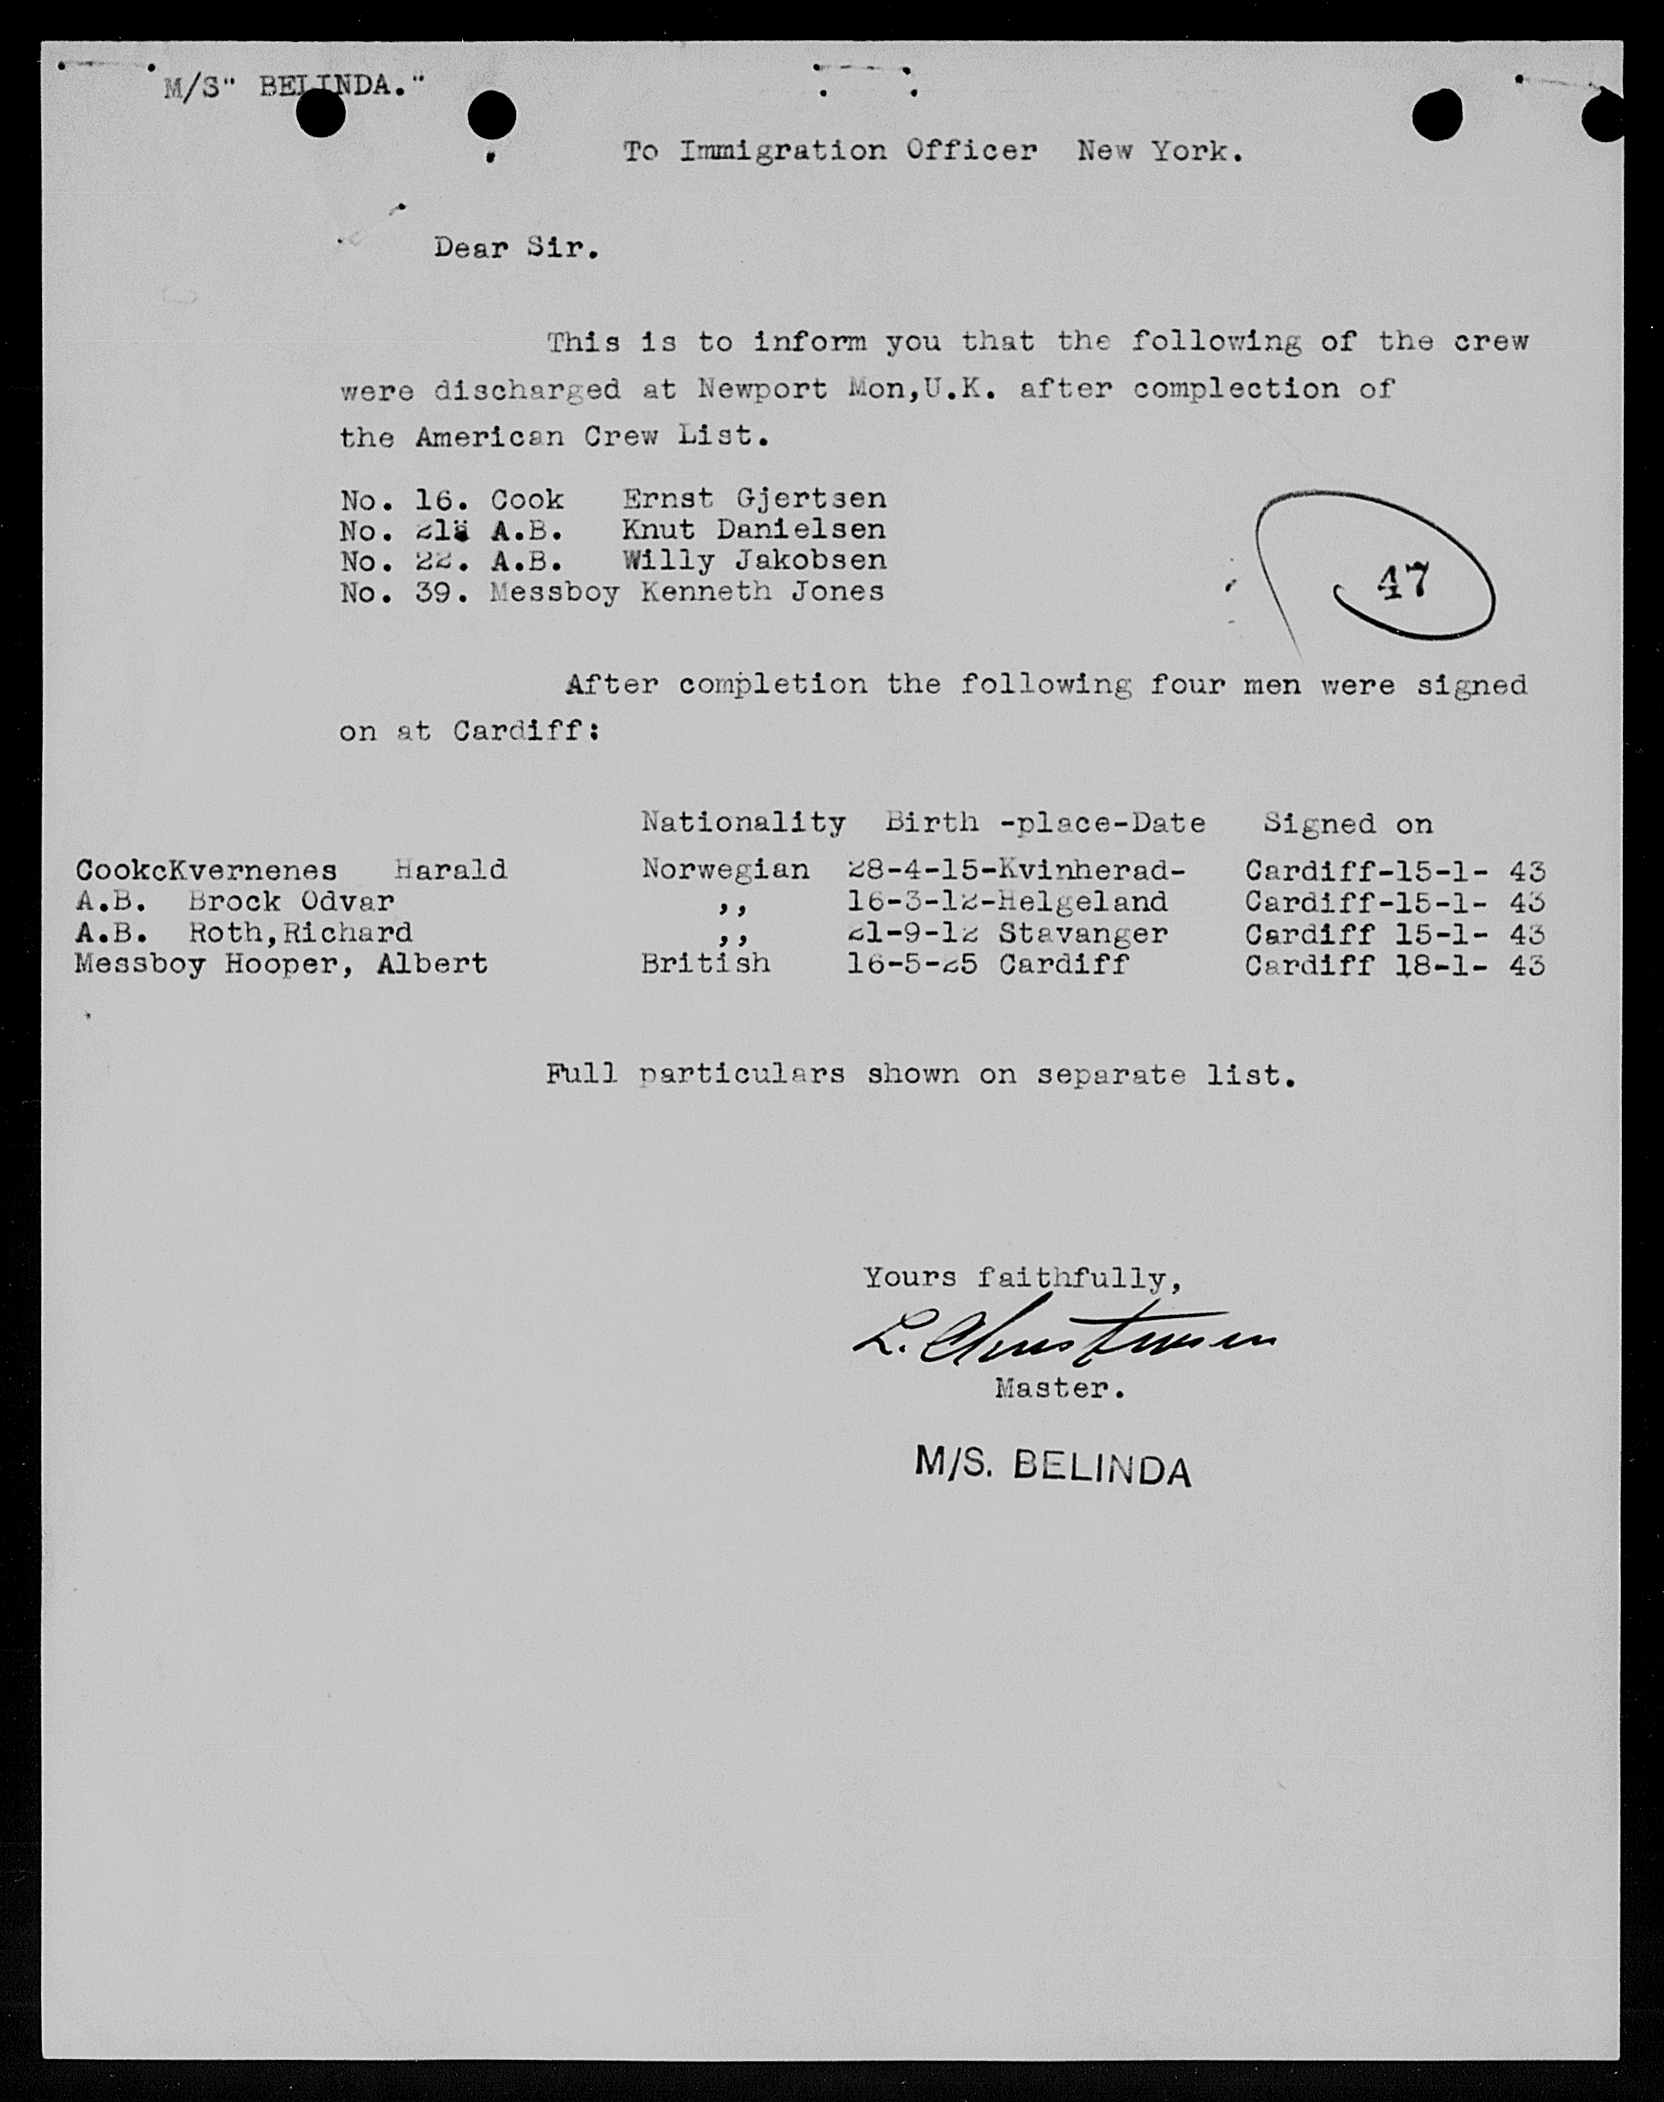 M/S" BELINDA."
To Immigration Officer New York.
Dear Sir.
This is to inform you that the following of the crew
were discharged at Newport Mon,U.K. after complection of
the American Crew List.
No. 16. Cook Ernst Gjertsen
No. 21. A.B. Knut Danielsen
No. 22. A.B. Willy Jakobsen
No. 39. Messboy Kenneth Jones
47
After completion the following four men were signed
on at Cardiff:
Nationality Birth -place-Date Signed on
CookcKvernenes Harald Norwegian 28-4-15-Kvinherad- Cardiff-15-1- 43
A.B. Brock Odvar ,, 16-3-12-Helgeland Cardiff-15-1- 43
A.B. Roth,Richard ,, 21-9-12 Stavanger Cardiff 15-1- 43
Messboy Hooper, Albert British 16-5-25 Cardiff Cardiff 18-1- 43
Full particulars shown on separate list.
Yours faithfully,
L. Christensen
Master.
M/S. BELINDA